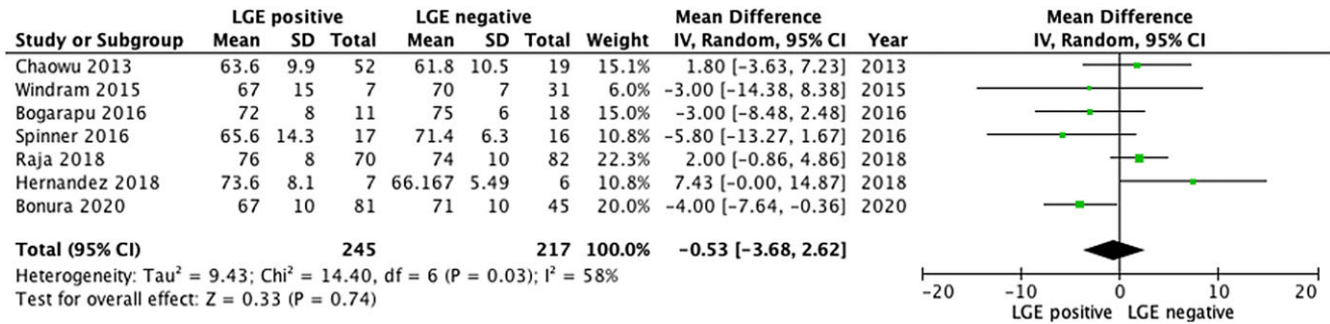 LGE positive LGE negative Mean Difference Mean Difference
Study or Subgroup Mean SD Total Mean SD Total Weight IV, Random, 95% CI Year IV, Random, 95% CI
Chaowu 2013 63.6 9.9 52 61.8 10.5 19 15.1% 1.80 [-3.63, 7.23] 2013
Windram 2015 67 15 7 70 7 31 6.0% -3.00 [-14.38, 8.38] 2015
Bogarapu 2016 72 8 11 75 6 18 15.0% -3.00 [-8.48, 2.48] 2016
Spinner 2016 65.6 14.3 17 71.4 6.3 16 10.8% -5.80 [-13.27, 1.67] 2016
Raja 2018 76 8 70 74 10 82 22.3% 2.00 [-0.86, 4.86] 2018
Hernandez 2018 73.6 8.1 7 66.167 5.49 6 10.8% 7.43 [-0.00, 14.87] 2018
Bonura 2020 67 10 81 71 10 45 20.0% -4.00 [-7.64, -0.36] 2020
Total (95% CI) 245 217 100.0% -0.53 [-3.68, 2.62]
Heterogeneity: Tau² = 9.43; Chi² = 14.40, df = 6 (P = 0.03); I² = 58%
Test for overall effect: Z = 0.33 (P = 0.74)
-20 -10 0 10 20
LGE positive LGE negative